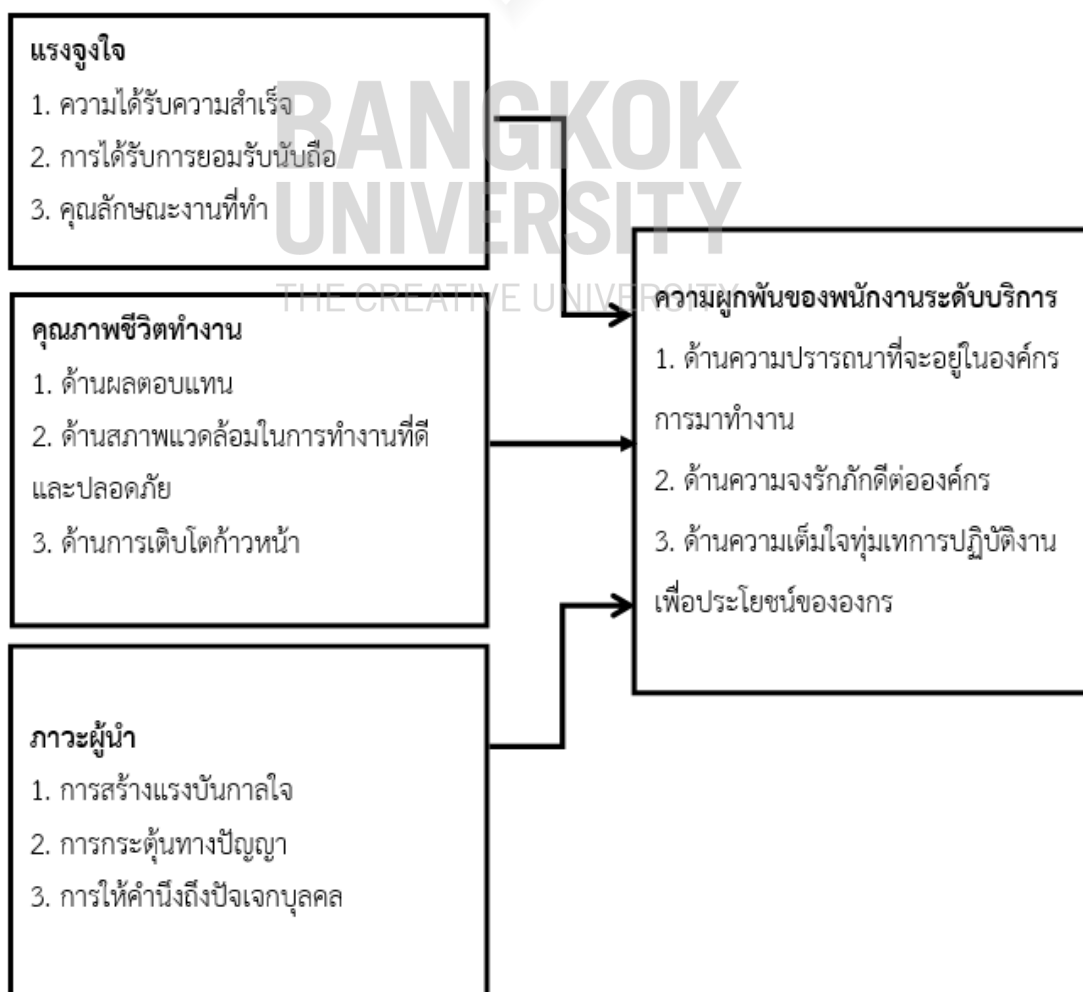 แรงจูงใจ
1. ความได้รับความสำเร็จ
2. การได้รับการยอมรับนับถือ
3. คุณลักษณะงานที่ทำ
BANGKOK
UNIVERSITY
THE CREATIVE UNIVERSITY
คุณภาพชีวิตทำงาน
1. ด้านผลตอบแทน
2. ด้านสภาพแวดล้อมในการทำงานที่ดี
และปลอดภัย
3. ด้านการเติบโตก้าวหน้า
ภาวะผู้นำ
1. การสร้างแรงบันกาลใจ
2. การกระตุ้นทางปัญญา
3. การให้คำนึงถึงปัจเจกบุลคล
ความผูกพันของพนักงานระดับบริการ
1. ด้านความปรารถนาที่จะอยู่ในองค์กร
การมาทำงาน
2. ด้านความจงรักภักดีต่อองค์กร
3. ด้านความเต็มใจทุ่มเทการปฏิบัติงาน
เพื่อประโยชน์ขององกร